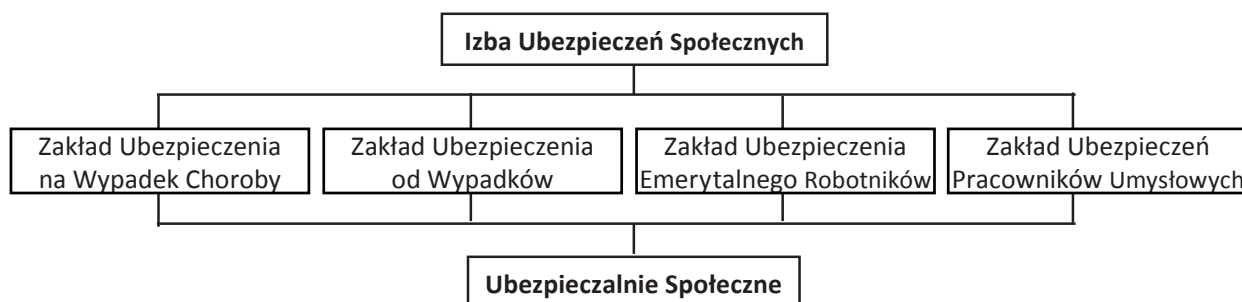 Izba Ubezpieczeń Społecznych
Zakład Ubezpieczenia
na Wypadek Choroby
Zakład Ubezpieczenia
od Wypadków
Zakład Ubezpieczenia
Emerytalnego Robotników
Zakład Ubezpieczeń
Pracowników Umysłowych
Ubezpieczalnie Społeczne